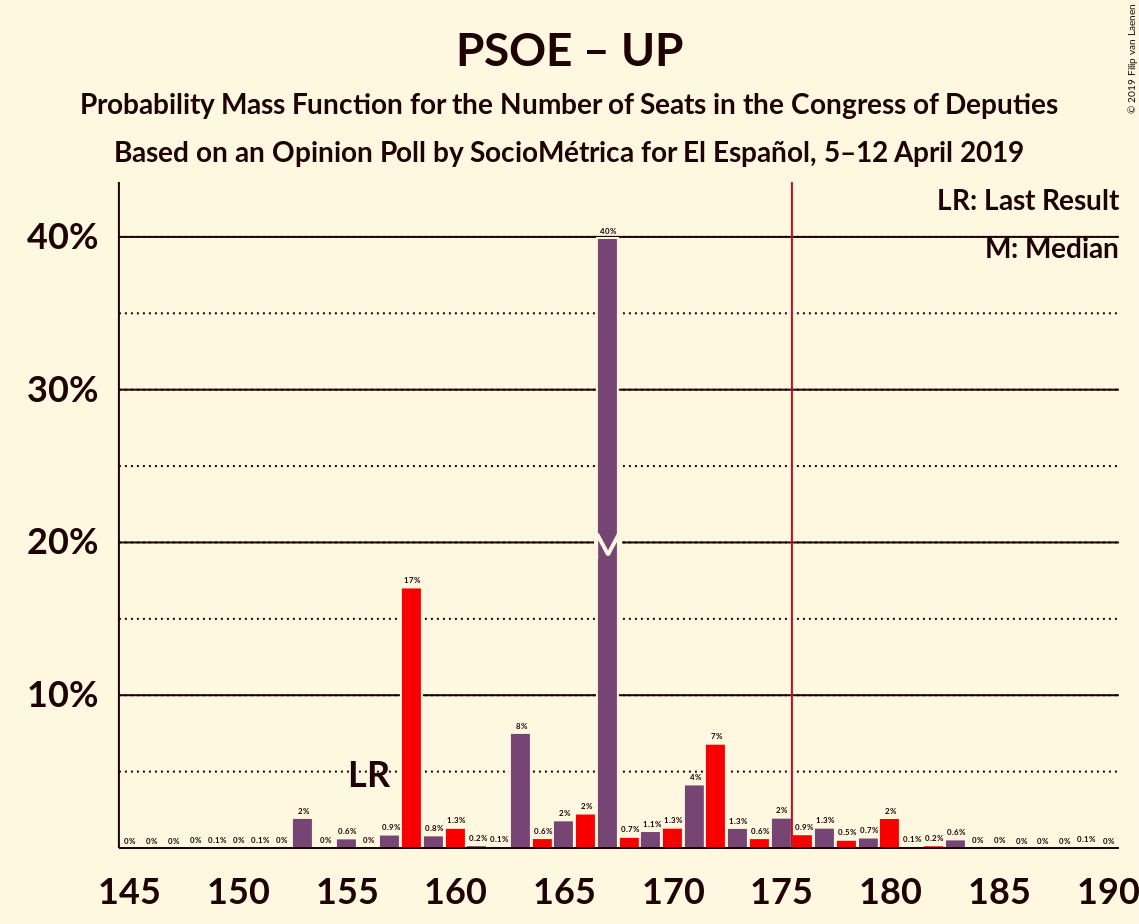 PSOE – UP
Probability Mass Function for the Number of Seats in the Congress of Deputies
Based on an Opinion Poll by SocioMétrica for El Español, 5–12 April 2019
© 2019 Filip van Laenen
LR: Last Result
M: Median
40%
30%
20%
10%
LR
M
0% 0% 0% 0% 0.1% 0% 0.1% 0% 2% 0% 0.6% 0% 0.9% 17% 0.8% 1.3% 0.2% 0.1% 8% 0.6% 2% 2% 40% 0.7% 1.1% 1.3% 4% 7% 1.3% 0.6% 2% 0.9% 1.3% 0.5% 0.7% 2% 0.1% 0.2% 0.6% 0% 0% 0% 0% 0% 0.1% 0%
145 150 155 160 165 170 175 180 185 190